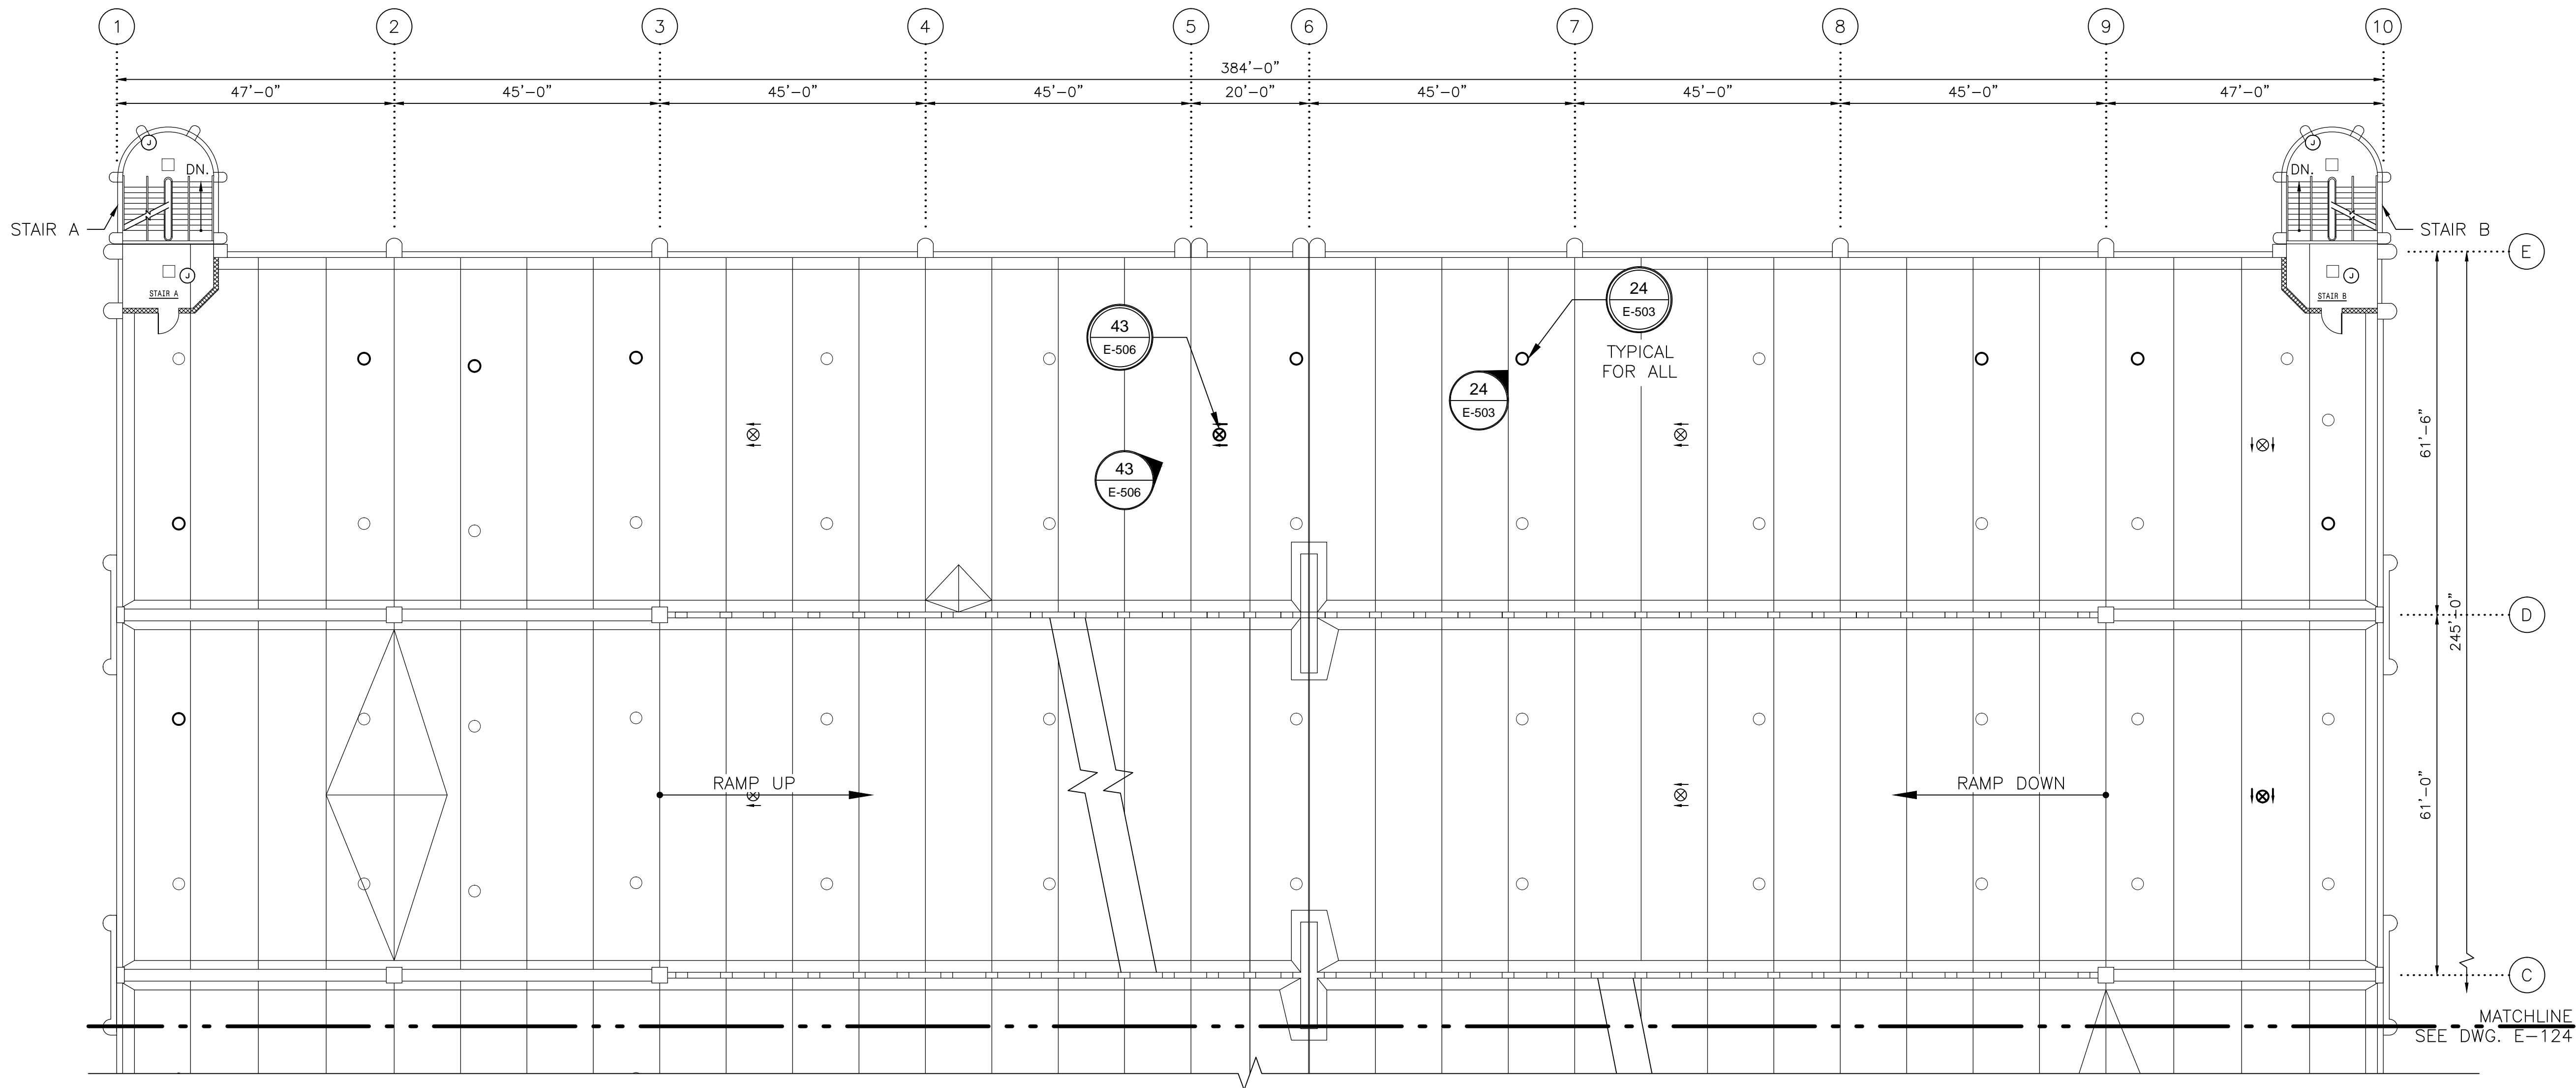 1 2 3 4 5 6 7 8 9 10
384'-0"
47'-0" 45'-0" 45'-0" 45'-0" 20'-0" 45'-0" 45'-0" 45'-0" 47'-0"
J
DN.
STAIR A
J
STAIR A
J
DN.
STAIR B
J
STAIR B
E
43
E-506
24
E-503
TYPICAL
FOR ALL
24
E-503
43
E-506
61'-6"
D
245'-0"
61'-0"
RAMP UP
RAMP DOWN
C
MATCHLINE
SEE DWG. E-124